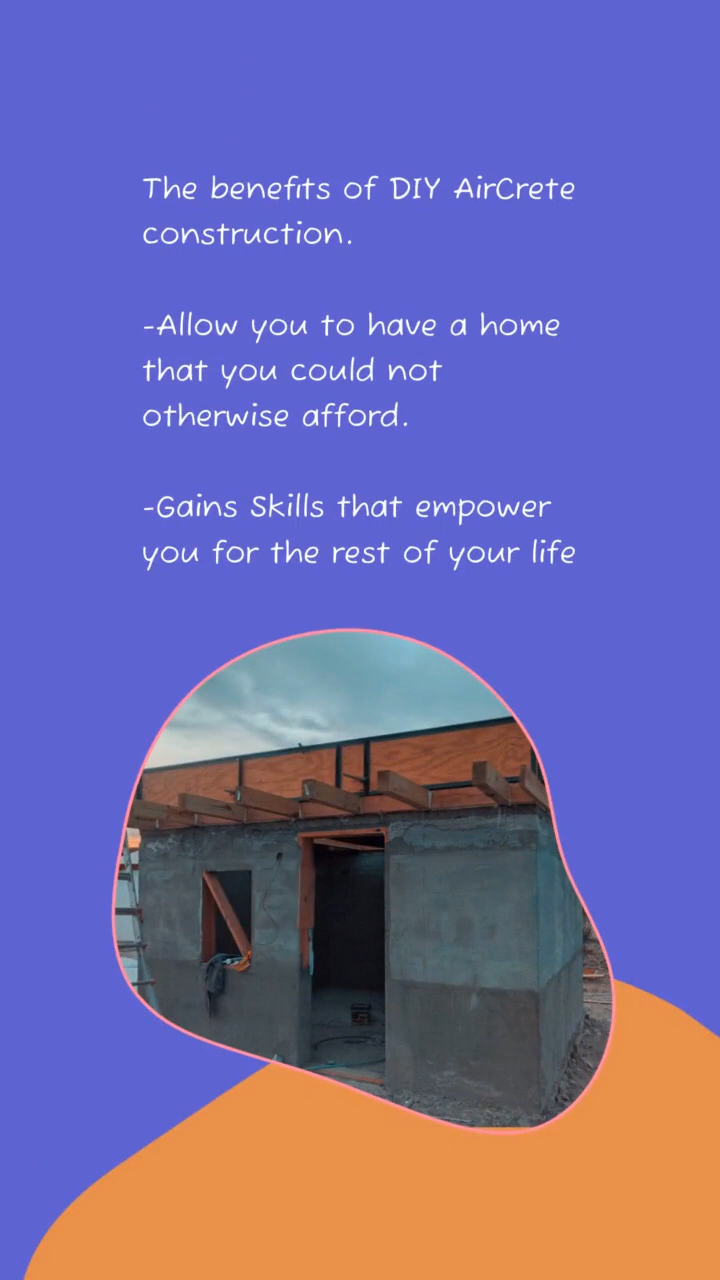 The benefits of DIY AirCrete
construction.
-Allow you to have a home
that you could not
otherwise afford.
-Gains Skills that empower
you for the rest of your life